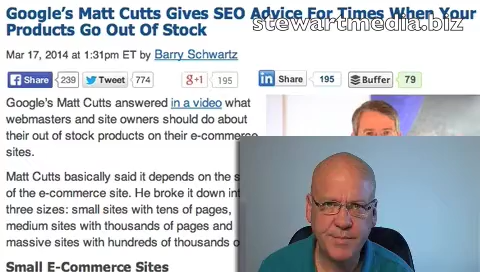 Google's Matt Cutts Gives SEO Advice For Times When Your
Products Go Out Of Stock
stewartmedia.biz
Mar 17, 2014 at 1:31pm ET by Barry Schwartz
Share 239 Tweet 774 +1 195 in Share 195 Buffer 79
Google's Matt Cutts answered in a video what
webmasters and site owners should do about
their out of stock products on their e-commerce
sites.
Matt Cutts basically said it depends on the s
of the e-commerce site. He broke it down int
three sizes: small sites with tens of pages,
medium sites with thousands of pages and
massive sites with hundreds of thousands o
Small E-Commerce Sites